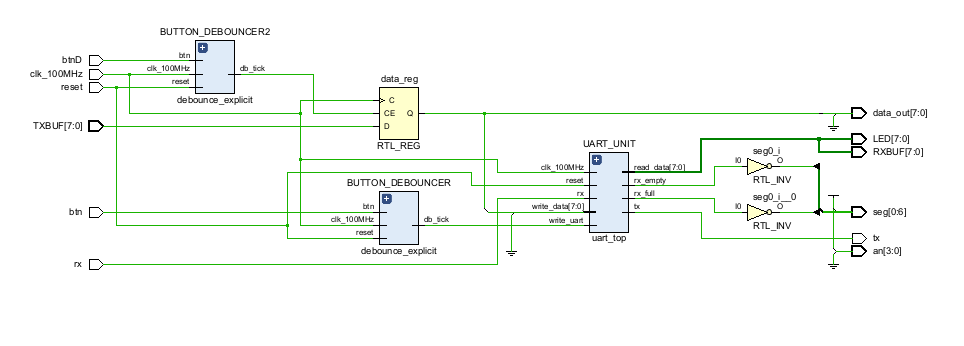 BUTTON_DEBOUNCER2
btnD
btn
clk_100MHz
clk_100MHz
db_tick
reset
reset
debounce_explicit
data_reg
C
CE
Q
D
RTL_REG
TXBUF[7:0]
data_out[7:0]
LED[7:0]
RXBUF[7:0]
UART_UNIT
clk_100MHz
read_data[7:0]
reset
rx_empty
rx
rx_full
write_data[7:0]
tx
write_uart
uart_top
seg0_i
I0
O
RTL_INV
seg0_i__0
I0
O
RTL_INV
BUTTON_DEBOUNCER
btn
btn
clk_100MHz
db_tick
reset
debounce_explicit
seg[0:6]
tx
an[3:0]
rx